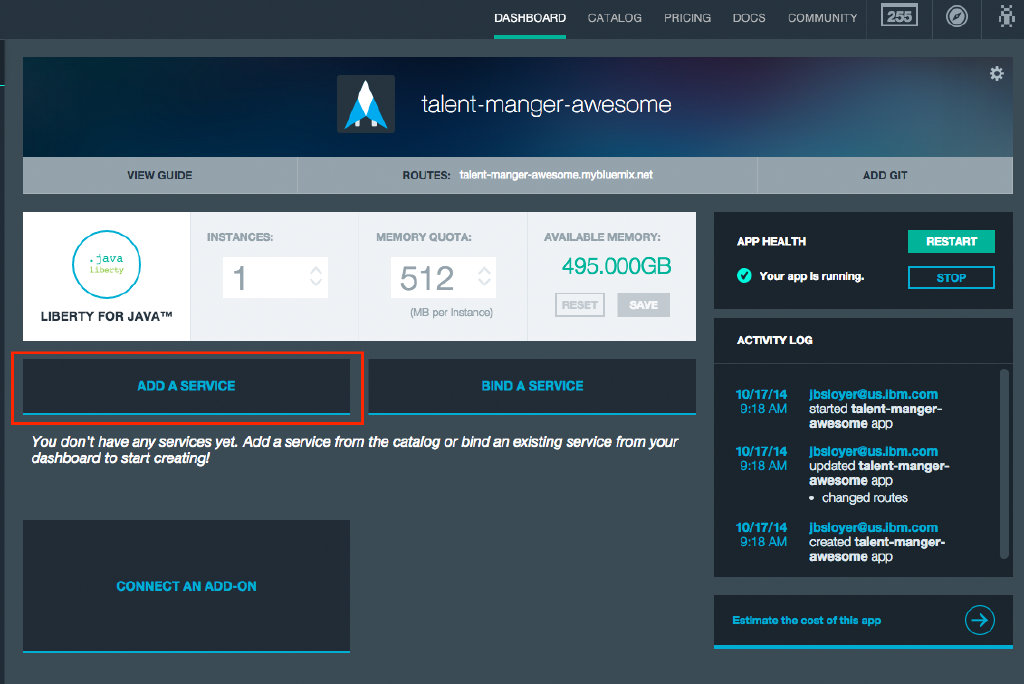 DASHBOARD CATALOG PRICING DOCS COMMUNITY 255
talent-manger-awesome
VIEW GUIDE ROUTES: talent-manger-awesome.mybluemix.net ADD GIT
.java
liberty
LIBERTY FOR JAVA™
INSTANCES:
1
MEMORY QUOTA:
512
(MB per Instance)
AVAILABLE MEMORY:
495.000GB
RESET SAVE
APP HEALTH RESTART
Your app is running. STOP
ADD A SERVICE BIND A SERVICE
You don't have any services yet. Add a service from the catalog or bind an existing service from your
dashboard to start creating!
CONNECT AN ADD-ON
ACTIVITY LOG
10/17/14 jbsloyer@us.ibm.com
9:18 AM started talent-manger-
awesome app
10/17/14 jbsloyer@us.ibm.com
9:18 AM updated talent-manger-
awesome app
• changed routes
10/17/14 jbsloyer@us.ibm.com
9:18 AM created talent-manger-
awesome app
Estimate the cost of this app